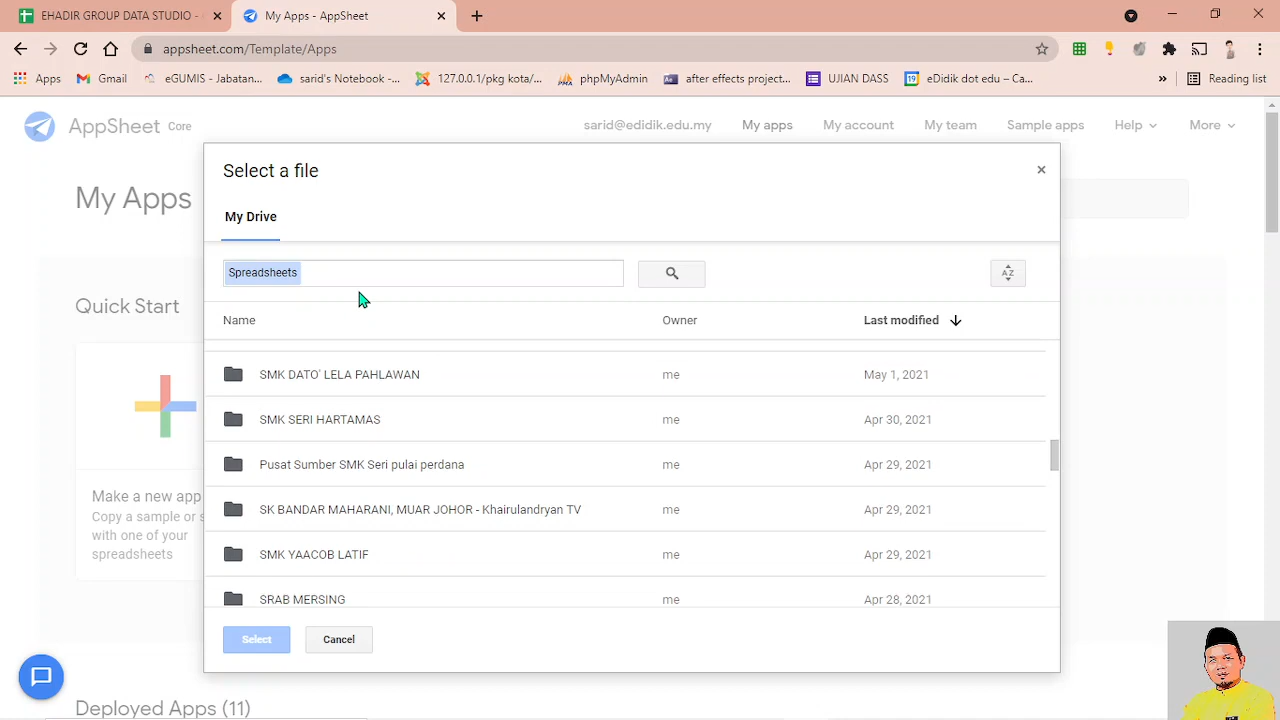 EHADIR GROUP DATA STUDIO -
My Apps - AppSheet
appsheet.com/Template/Apps
Apps
Gmail
eGUMIS - Jabatan...
sarid's Notebook -...
127.0.0.1/pkg kota/...
phpMyAdmin
after effects project...
UJIAN DASS
eDidik dot edu – Ca...
»
Reading list
AppSheet Core
sarid@edidik.edu.my
My apps
My account
My team
Sample apps
Help
More
My Apps
Select a file
My Drive
Spreadsheets
AZ
Quick Start
Name
Owner
Last modified
SMK DATO' LELA PAHLAWAN
me
May 1, 2021
SMK SERI HARTAMAS
me
Apr 30, 2021
Pusat Sumber SMK Seri pulai perdana
me
Apr 29, 2021
SK BANDAR MAHARANI, MUAR JOHOR - Khairulandryan TV
me
Apr 29, 2021
SMK YAACOB LATIF
me
Apr 29, 2021
SRAB MERSING
me
Apr 28, 2021
Make a new app
Copy a sample or s
with one of your
spreadsheets
Select
Cancel
Deployed Apps (11)